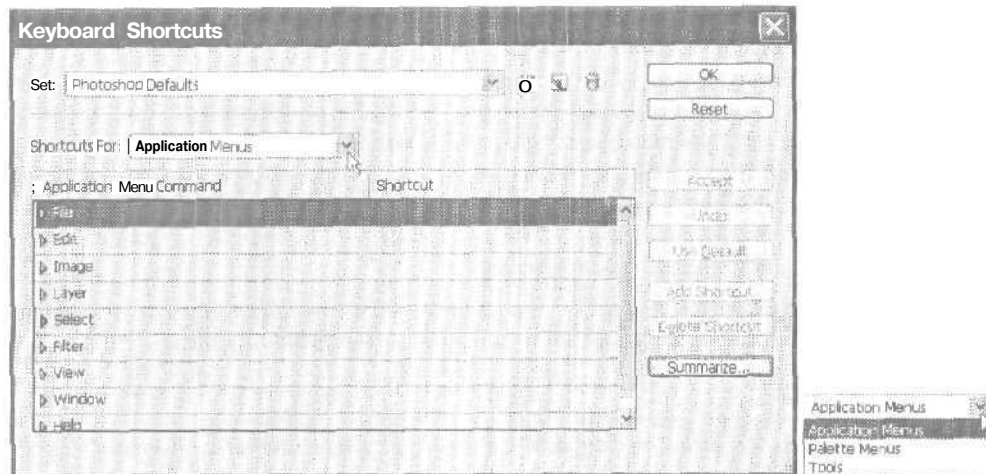 Keyboard Shortcuts
Set: Photoshop Defaults
OK
Reset
Shortcuts For: Application Menus
Application Menu Command
Shortcut
Accept
Undo
Use Default
Add Shortcut
Delete Shortcut
Summarize...
File
Edit
Image
Layer
Select
Filter
View
Window
Help
Application Menus
Application Menus
Palette Menus
Tools